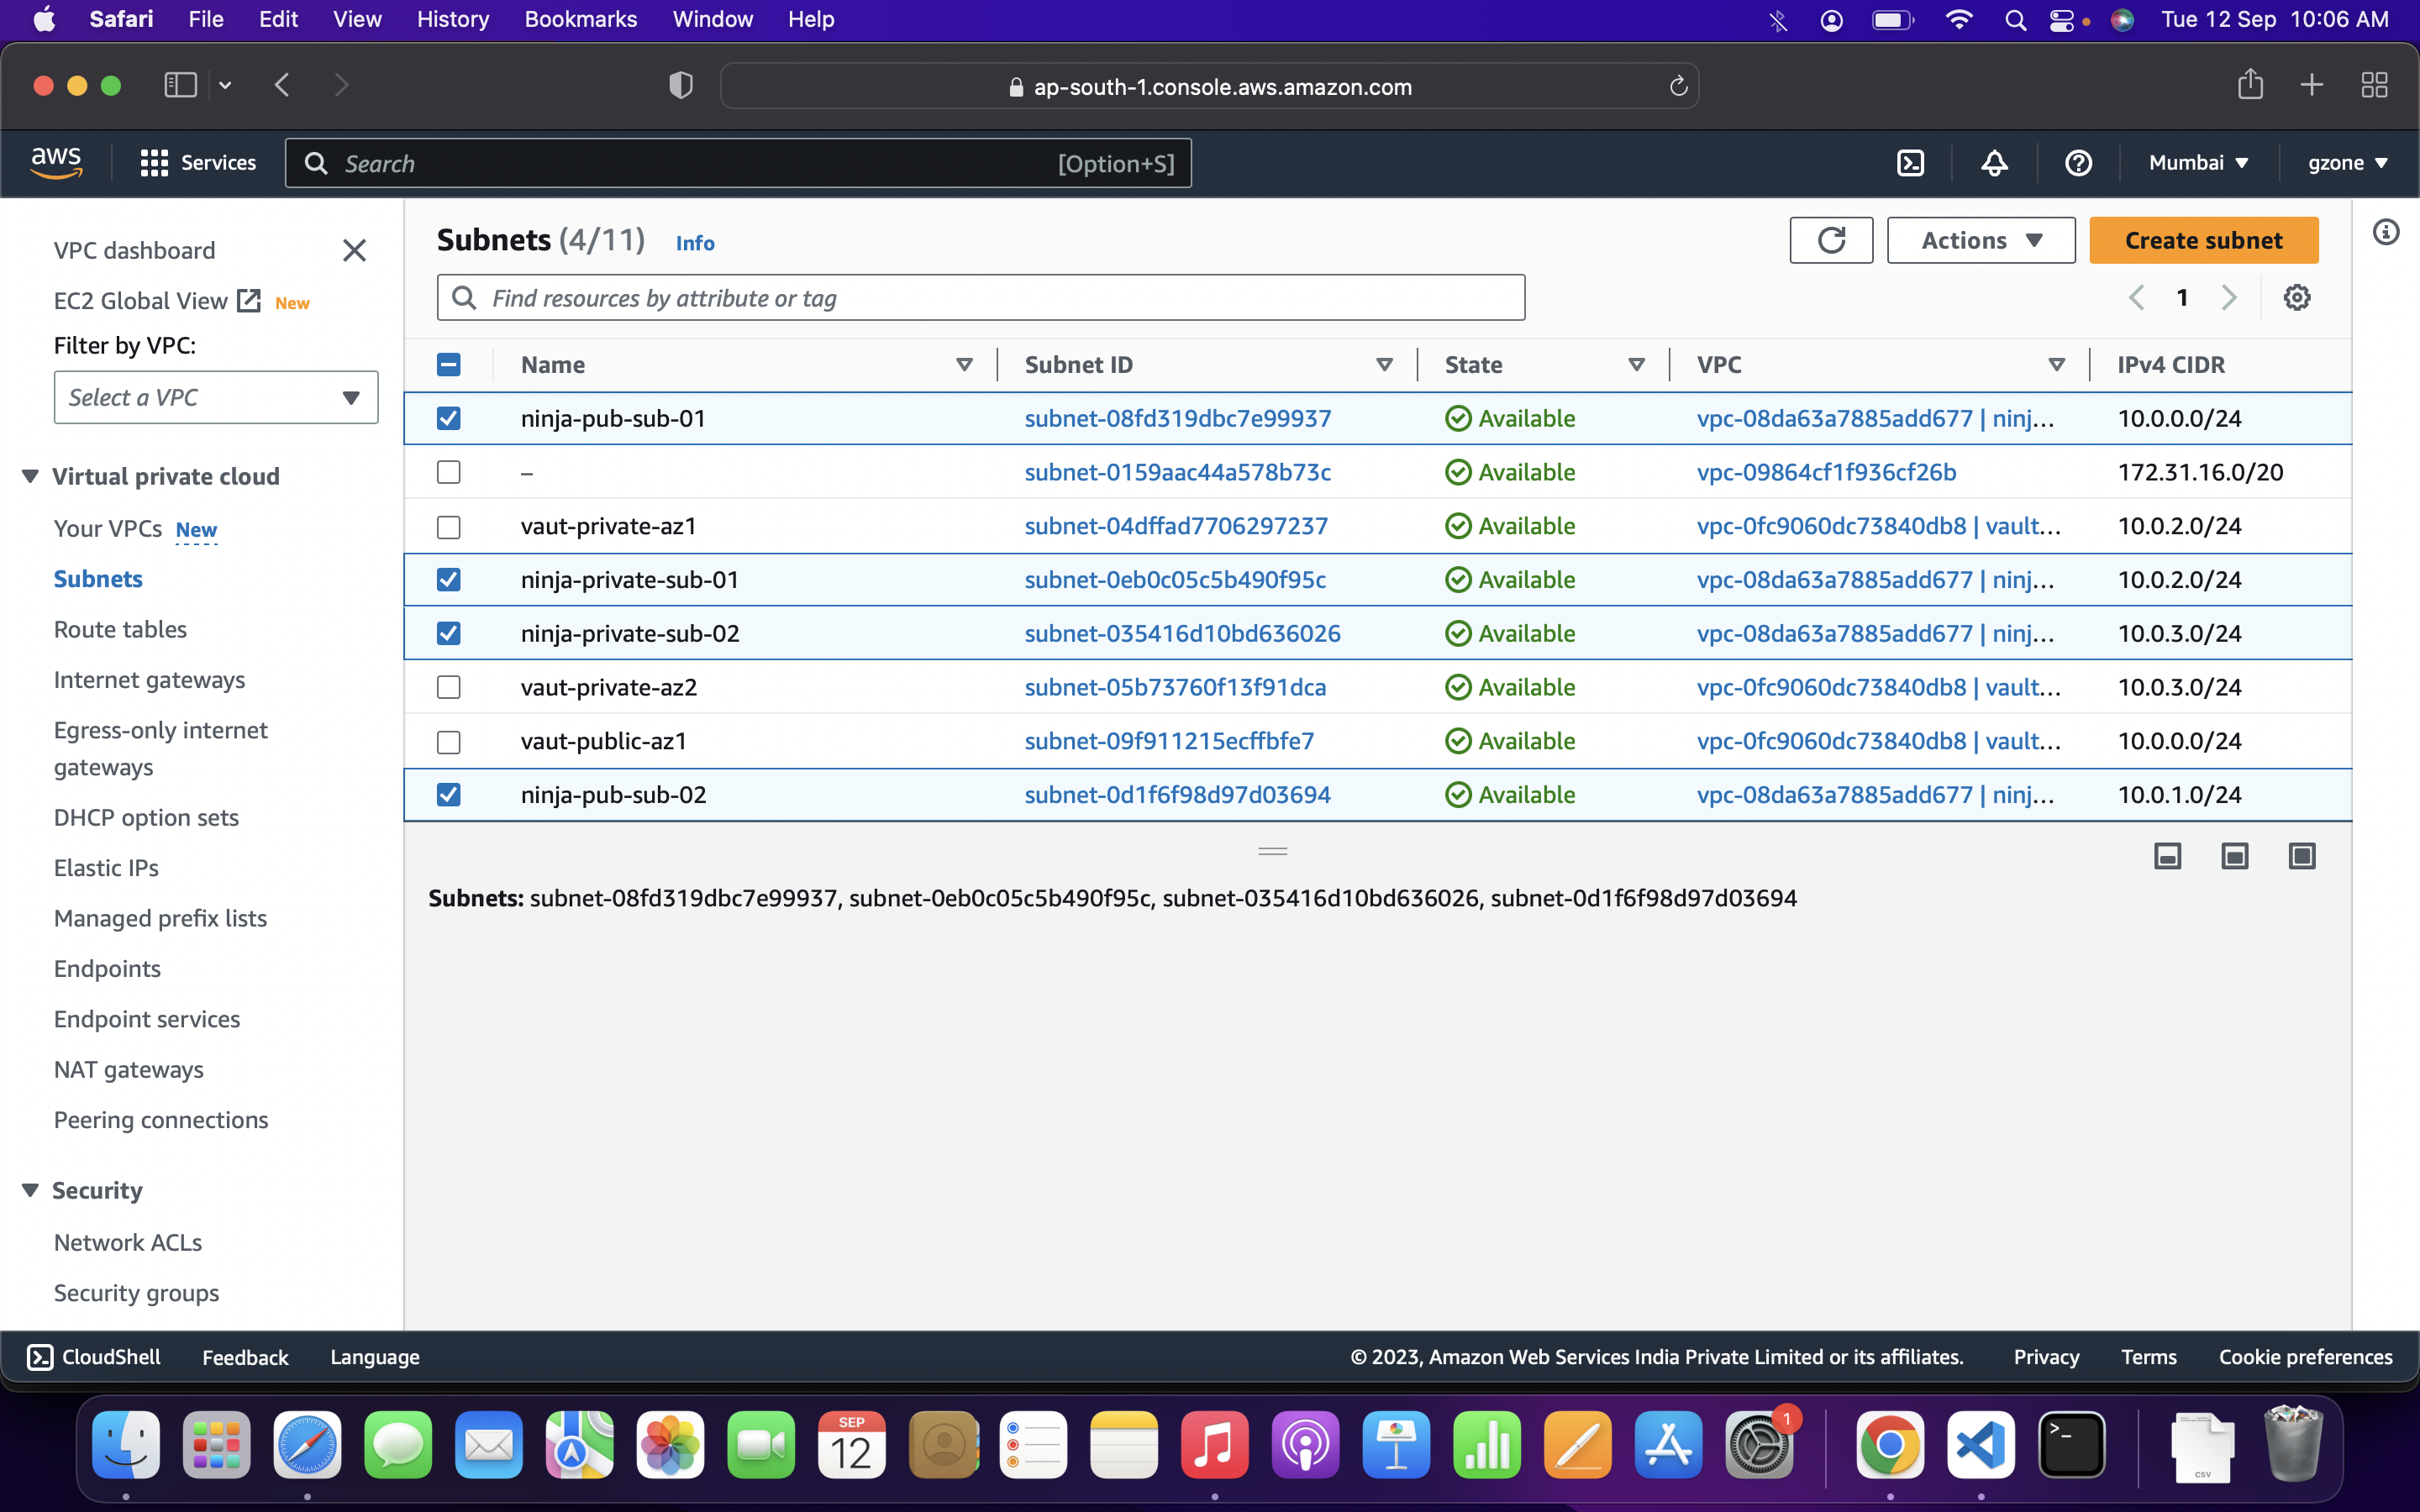 Safari File Edit View History Bookmarks Window Help Tue 12 Sep 10:06 AM
ap-south-1.console.aws.amazon.com
aws Services Search [Option+S] Mumbai gzone
VPC dashboard
EC2 Global View New
Filter by VPC:
Select a VPC
Virtual private cloud
Your VPCs New
Subnets
Route tables
Internet gateways
Egress-only internet
gateways
DHCP option sets
Elastic IPs
Managed prefix lists
Endpoints
Endpoint services
NAT gateways
Peering connections
Security
Network ACLs
Security groups
Subnets (4/11) Info Actions Create subnet
Find resources by attribute or tag 1
Name Subnet ID State VPC IPv4 CIDR
ninja-pub-sub-01 subnet-08fd319dbc7e99937 Available vpc-08da63a7885add677 | ninj... 10.0.0.0/24
– subnet-0159aac44a578b73c Available vpc-09864cf1f936cf26b 172.31.16.0/20
vaut-private-az1 subnet-04dffad7706297237 Available vpc-0fc9060dc73840db8 | vault... 10.0.2.0/24
ninja-private-sub-01 subnet-0eb0c05c5b490f95c Available vpc-08da63a7885add677 | ninj... 10.0.2.0/24
ninja-private-sub-02 subnet-035416d10bd636026 Available vpc-08da63a7885add677 | ninj... 10.0.3.0/24
vaut-private-az2 subnet-05b73760f13f91dca Available vpc-0fc9060dc73840db8 | vault... 10.0.3.0/24
vaut-public-az1 subnet-09f911215ecffbfe7 Available vpc-0fc9060dc73840db8 | vault... 10.0.0.0/24
ninja-pub-sub-02 subnet-0d1f6f98d97d03694 Available vpc-08da63a7885add677 | ninj... 10.0.1.0/24
Subnets: subnet-08fd319dbc7e99937, subnet-0eb0c05c5b490f95c, subnet-035416d10bd636026, subnet-0d1f6f98d97d03694
CloudShell Feedback Language © 2023, Amazon Web Services India Private Limited or its affiliates. Privacy Terms Cookie preferences
SEP
12
1
>_
CSV